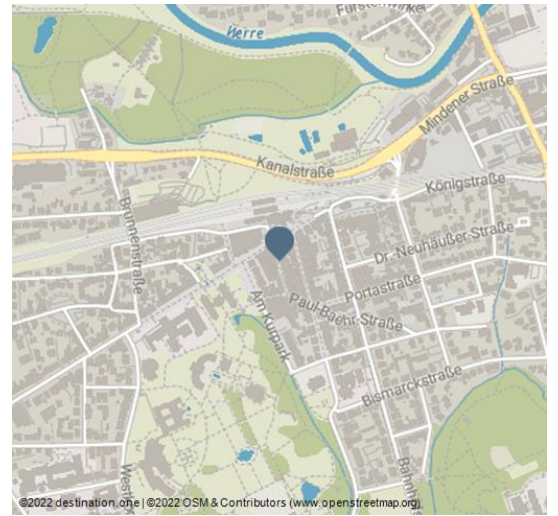 Fürstenwinkel
Werre
Mindener Straße
Kanalstraße
Königstraße
Brunnenstraße
Dr.-Neuhäußer-Straße
Portastraße
Am Kurpark
Paul-Baehr-Straße
Bismarckstraße
©2022 destination.one | ©2022 OSM & Contributors (www.openstreetmap.org)